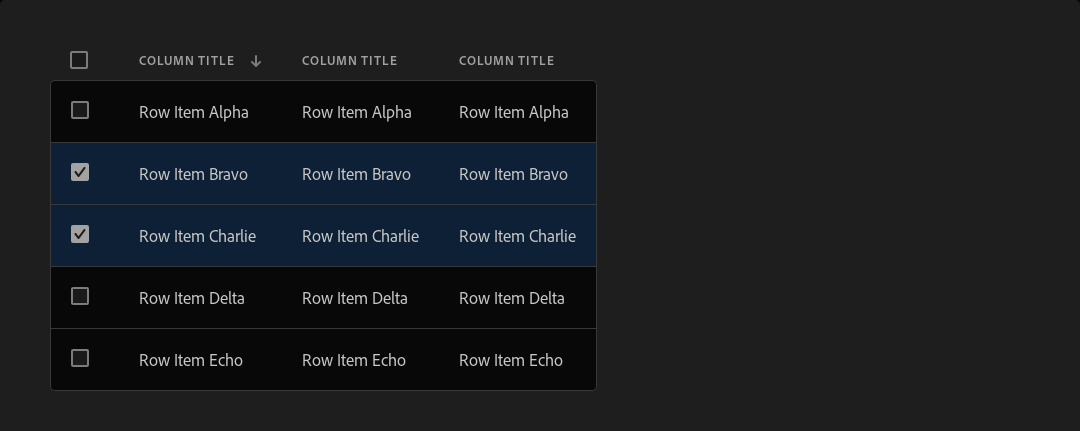 COLUMN TITLE COLUMN TITLE COLUMN TITLE
Row Item Alpha Row Item Alpha Row Item Alpha
Row Item Bravo Row Item Bravo Row Item Bravo
Row Item Charlie Row Item Charlie Row Item Charlie
Row Item Delta Row Item Delta Row Item Delta
Row Item Echo Row Item Echo Row Item Echo